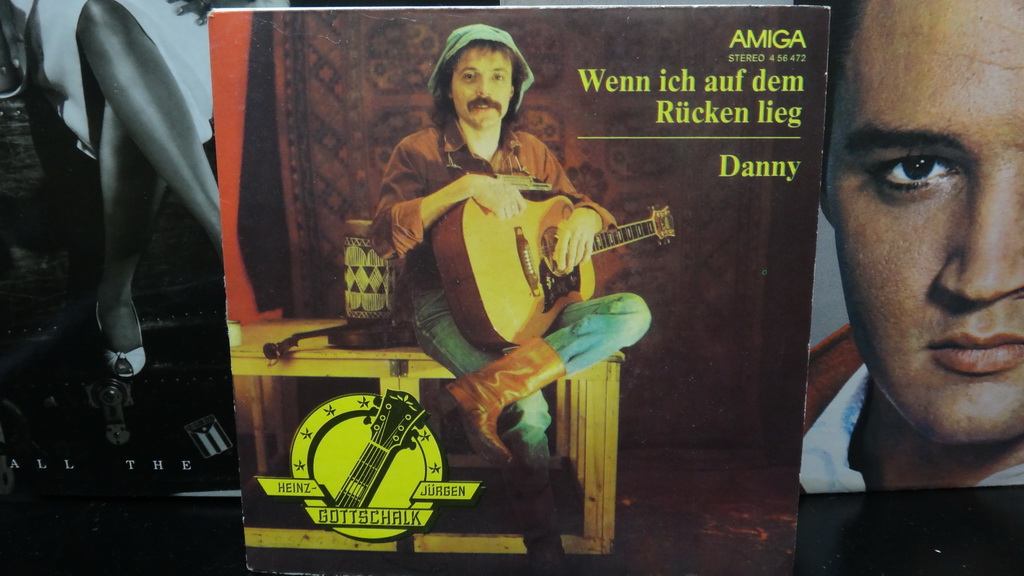 AMIGA
STEREO 4 56 472
Wenn ich auf dem
Rücken lieg
Danny
HEINZ-
JÜRGEN
GOTTSCHALK
ALL THE